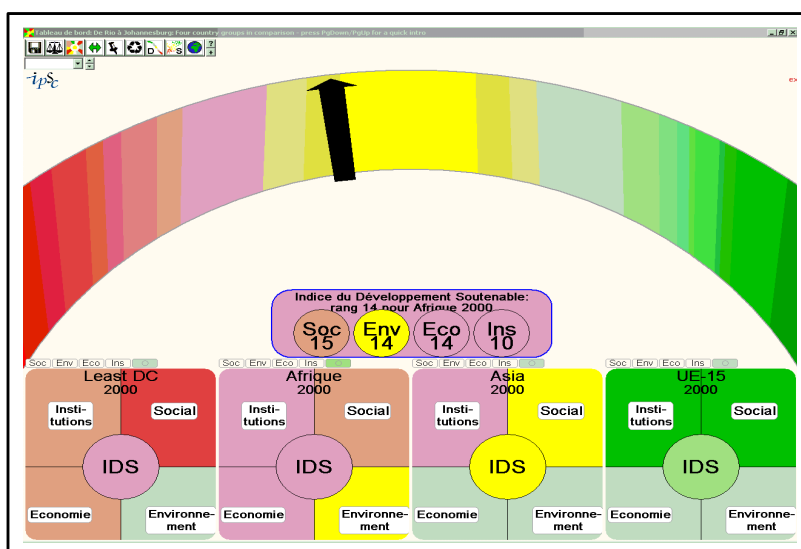 Tableau de bord: De Rio à Johannesburg: Four country groups in comparison - press PgDown/PgUp for a quick intro
D S ? +
ipsc
ex
Indice du Développement Soutenable:
rang 14 pour Afrique 2000
Soc Env Eco Ins
15 14 14 10
Soc Env Eco Ins Soc Env Eco Ins Soc Env Eco Ins Soc Env Eco Ins
Least DC Afrique Asia UE-15
2000 2000 2000 2000
Insti- Social Insti- Social Insti- Social Insti- Social
tutions tutions tutions tutions
IDS IDS IDS IDS
Economie Environne- Economie Environne- Economie Environne- Economie Environne-
ment ment ment ment